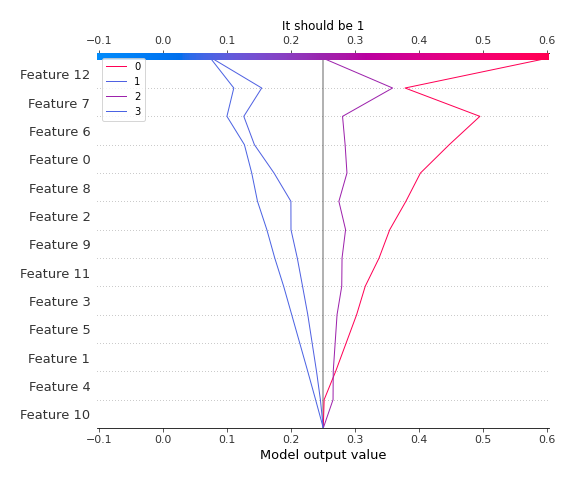 It should be 1
−0.1 0.0 0.1 0.2 0.3 0.4 0.5 0.6
0
1
2
3
Feature 12
Feature 7
Feature 6
Feature 0
Feature 8
Feature 2
Feature 9
Feature 11
Feature 3
Feature 5
Feature 1
Feature 4
Feature 10
−0.1 0.0 0.1 0.2 0.3 0.4 0.5 0.6
Model output value